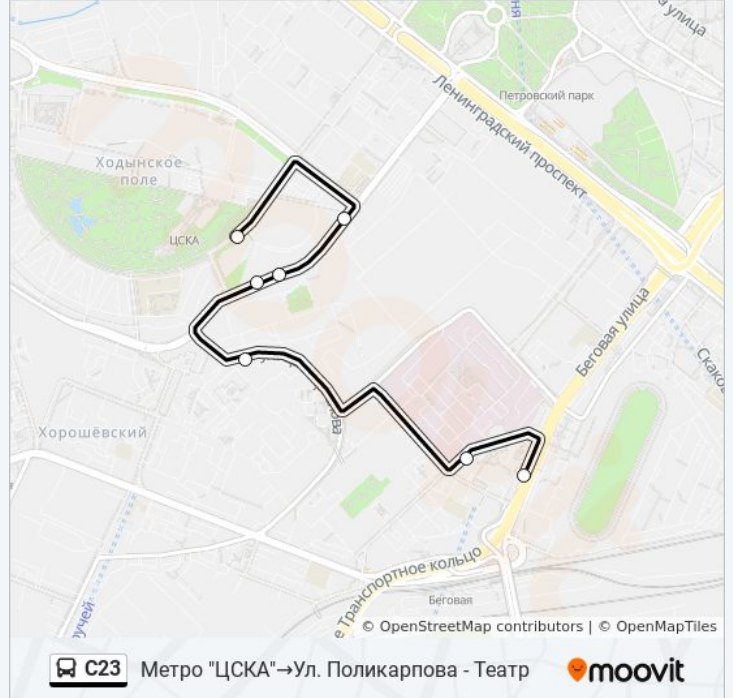 я улица
Ленинградский проспект
Петровский парк
Ходынское
поле
ЦСКА
Беговая улица
Скако
ова
Хорошёвский
е Транспортное кольцо
Беговая
ручей
© OpenStreetMap contributors | © OpenMapTiles
C23 Метро "ЦСКА"→Ул. Поликарпова - Театр moovit